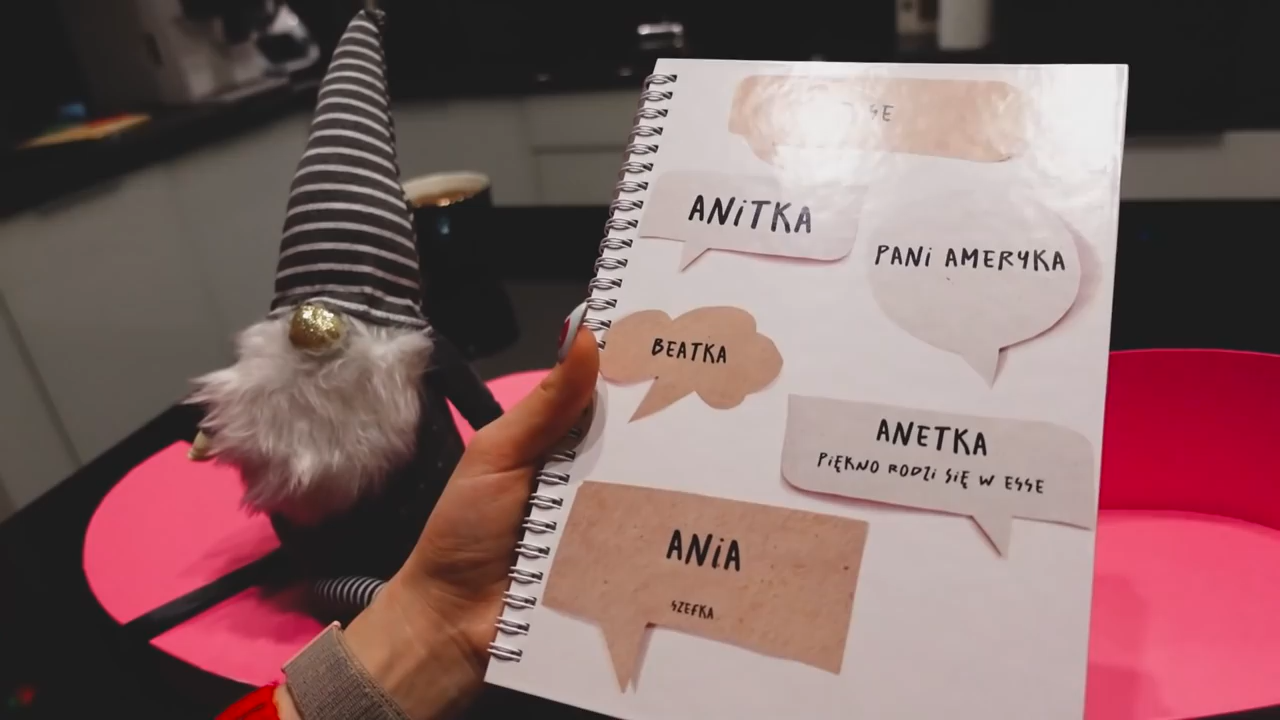 ANiTKA
PANi AMERYKA
BEATKA
ANETKA
PiĘKNO RODZi SiĘ W ESSE
ANiA
SZEFKA